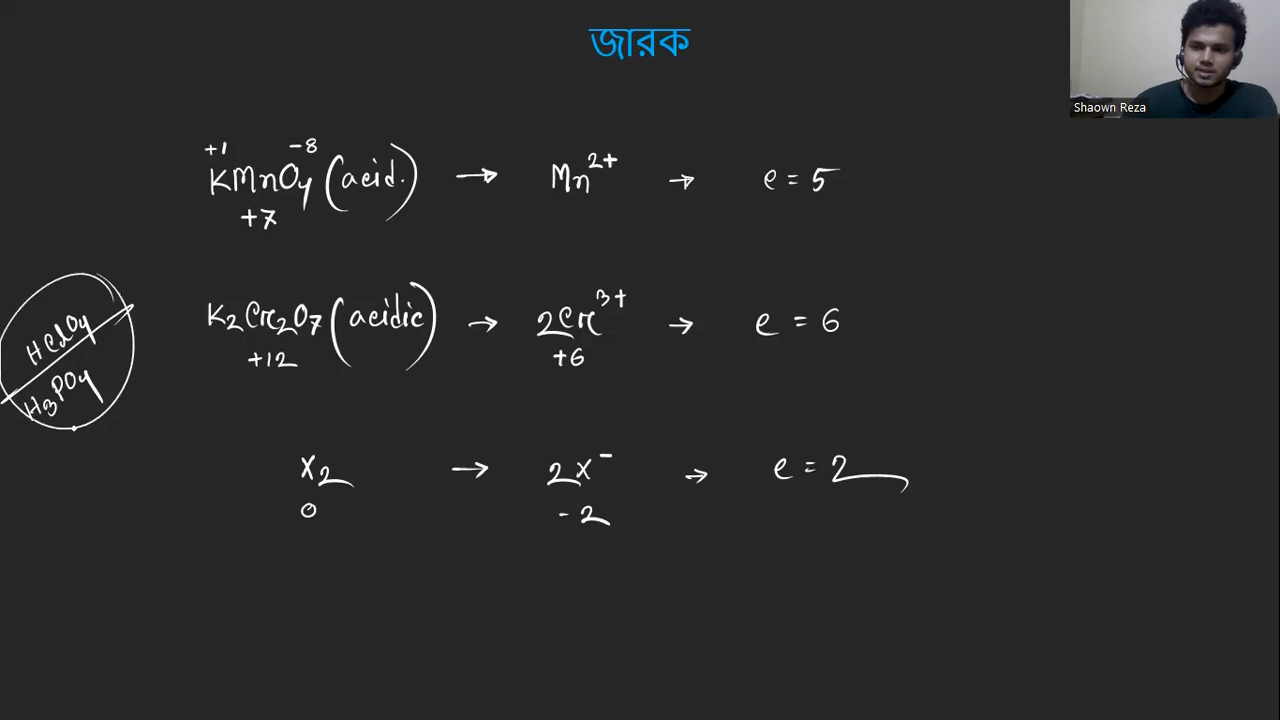 জারক
Shaown Reza
+1 -8
KMnO4 (acid.) → Mn²⁺ → e = 5
+7
K2Cr2O7 (acidic) → 2Cr³⁺ → e = 6
+12 +6
HClO4
H3PO4
X2 → 2X⁻ → e = 2
0 -2